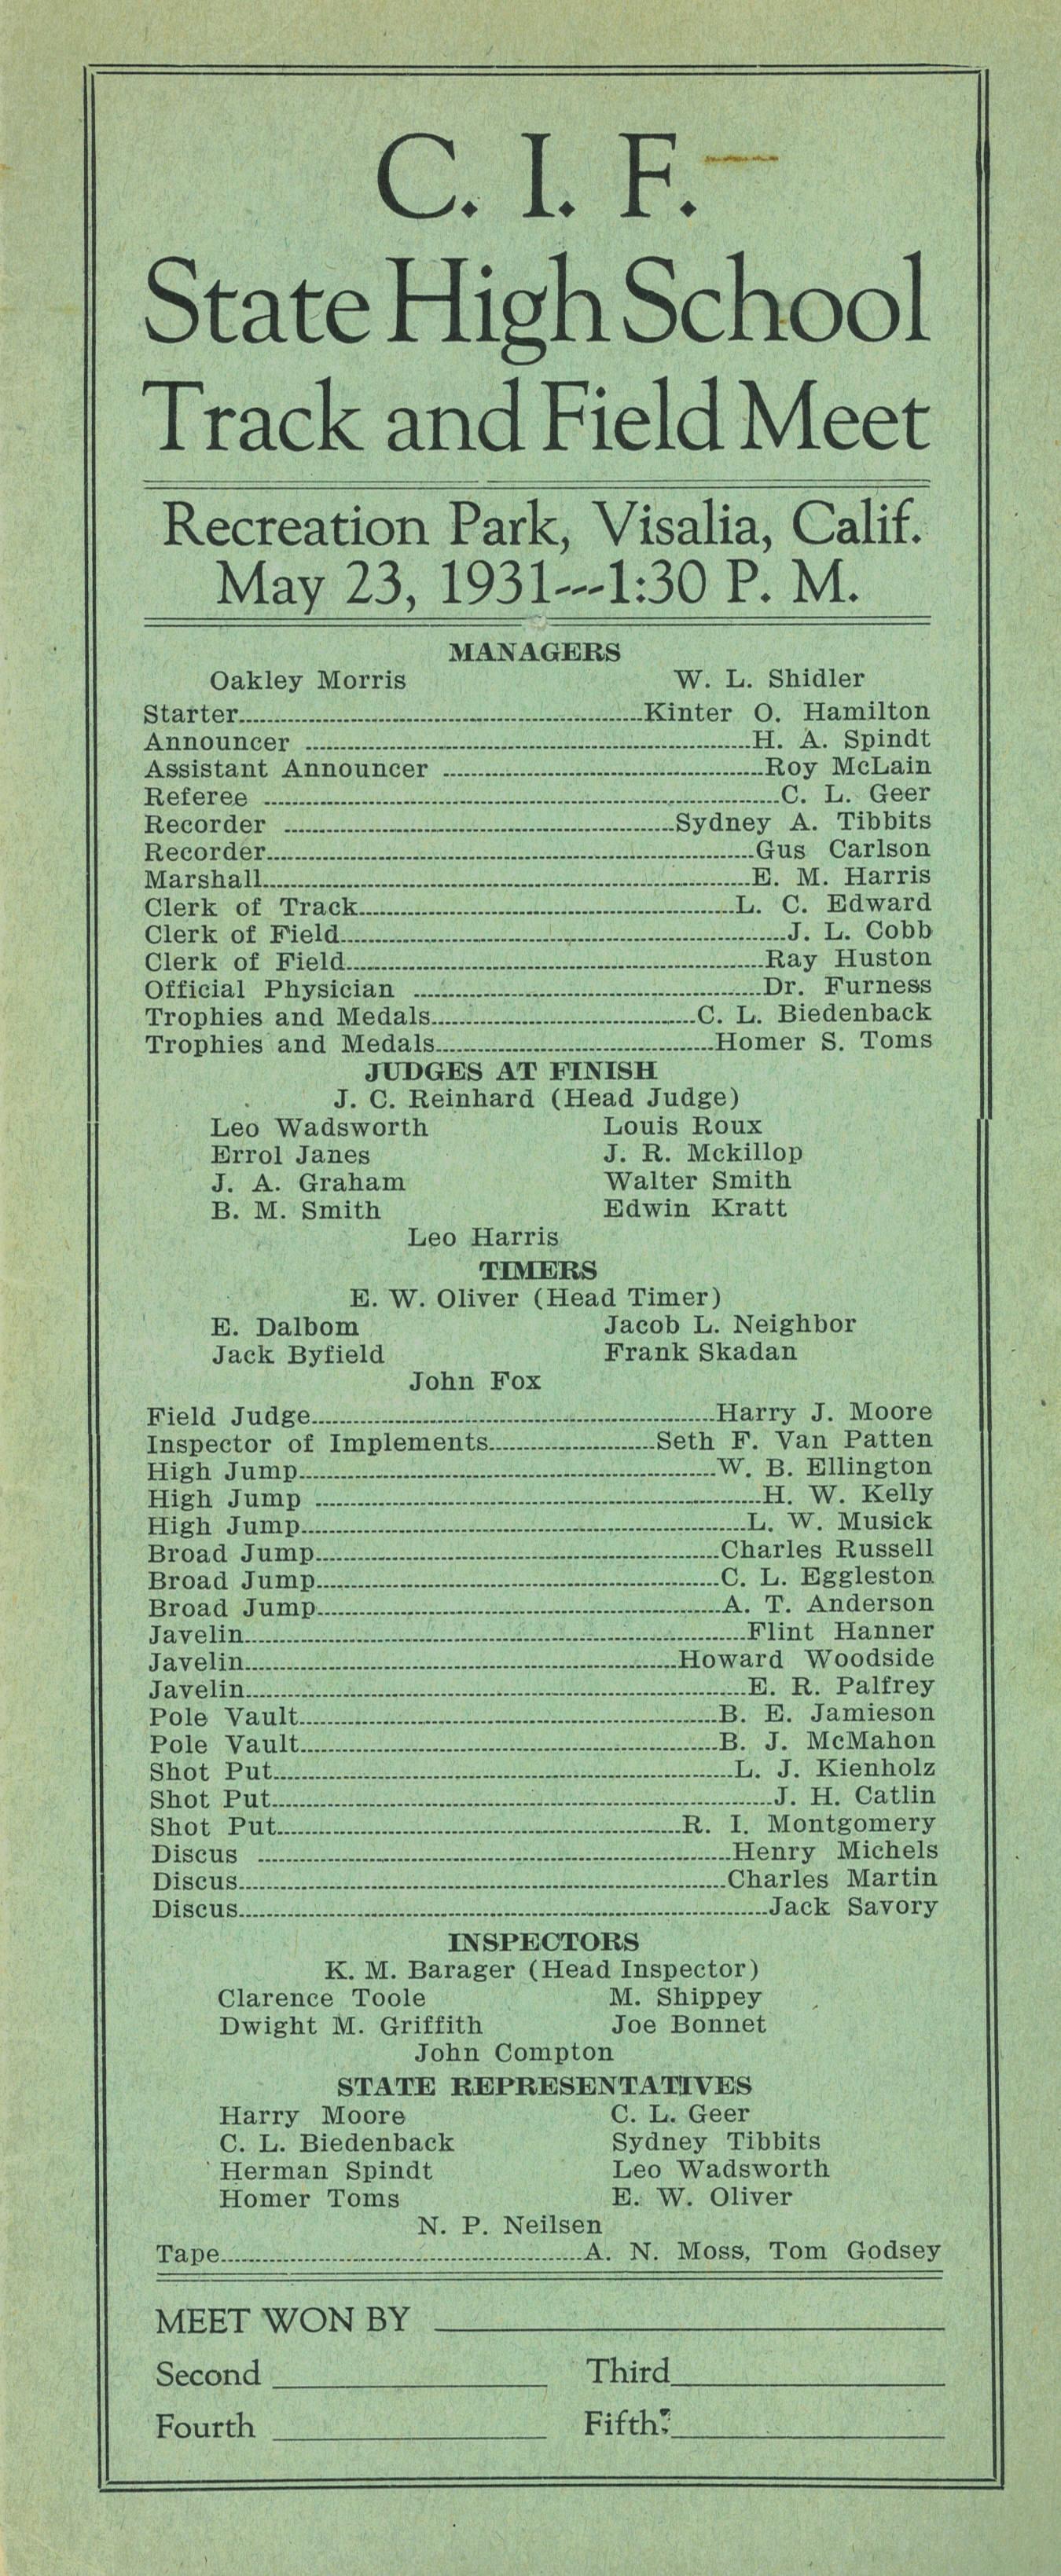 C. I. F.
State High School
Track and Field Meet
Recreation Park, Visalia, Calif.
May 23, 1931---1:30 P. M.
MANAGERS
Oakley Morris W. L. Shidler
Starter Kinter O. Hamilton
Announcer H. A. Spindt
Assistant Announcer Roy McLain
Referee C. L. Geer
Recorder Sydney A. Tibbits
Recorder Gus Carlson
Marshall E. M. Harris
Clerk of Track L. C. Edward
Clerk of Field J. L. Cobb
Clerk of Field Ray Huston
Official Physician Dr. Furness
Trophies and Medals C. L. Biedenback
Trophies and Medals Homer S. Toms
JUDGES AT FINISH
J. C. Reinhard (Head Judge)
Leo Wadsworth Louis Roux
Errol Janes J. R. Mckillop
J. A. Graham Walter Smith
B. M. Smith Edwin Kratt
Leo Harris
TIMERS
E. W. Oliver (Head Timer)
E. Dalbom Jacob L. Neighbor
Jack Byfield Frank Skadan
John Fox
Field Judge Harry J. Moore
Inspector of Implements Seth F. Van Patten
High Jump W. B. Ellington
High Jump H. W. Kelly
High Jump L. W. Musick
Broad Jump Charles Russell
Broad Jump C. L. Eggleston
Broad Jump A. T. Anderson
Javelin Flint Hanner
Javelin Howard Woodside
Javelin E. R. Palfrey
Pole Vault B. E. Jamieson
Pole Vault B. J. McMahon
Shot Put L. J. Kienholz
Shot Put J. H. Catlin
Shot Put R. I. Montgomery
Discus Henry Michels
Discus Charles Martin
Discus Jack Savory
INSPECTORS
K. M. Barager (Head Inspector)
Clarence Toole M. Shippey
Dwight M. Griffith Joe Bonnet
John Compton
STATE REPRESENTATIVES
Harry Moore C. L. Geer
C. L. Biedenback Sydney Tibbits
Herman Spindt Leo Wadsworth
Homer Toms E. W. Oliver
N. P. Neilsen
Tape A. N. Moss, Tom Godsey
MEET WON BY
Second Third
Fourth Fifth